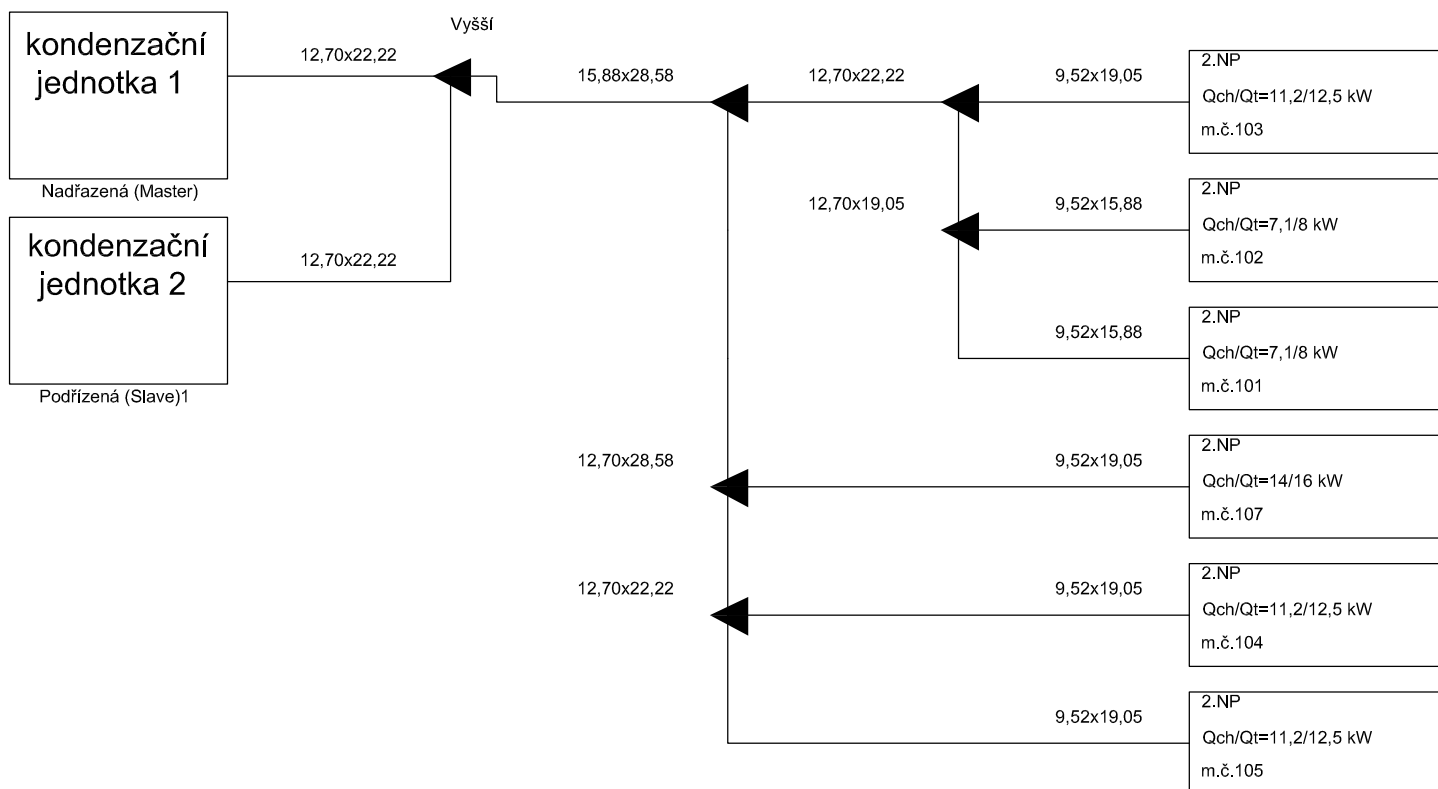 kondenzační
jednotka 1
Nadřazená (Master)
kondenzační
jednotka 2
Podřízená (Slave)1
12,70x22,22
12,70x22,22
Vyšší
15,88x28,58
12,70x22,22
12,70x19,05
12,70x28,58
12,70x22,22
9,52x19,05
2.NP
Qch/Qt=11,2/12,5 kW
m.č.103
9,52x15,88
2.NP
Qch/Qt=7,1/8 kW
m.č.102
9,52x15,88
2.NP
Qch/Qt=7,1/8 kW
m.č.101
9,52x19,05
2.NP
Qch/Qt=14/16 kW
m.č.107
9,52x19,05
2.NP
Qch/Qt=11,2/12,5 kW
m.č.104
9,52x19,05
2.NP
Qch/Qt=11,2/12,5 kW
m.č.105